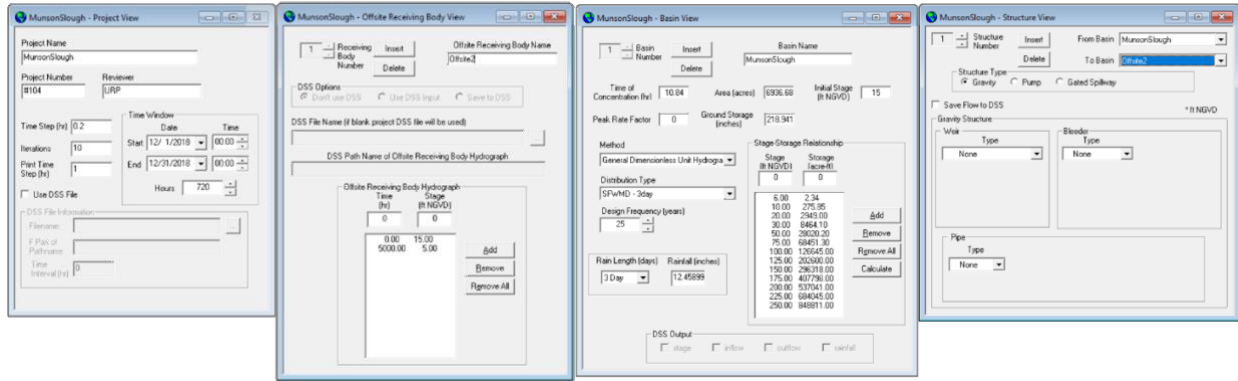 MunsonSlough - Project View
Project Name
MunsonSlough
Project Number Reviewer
#104 URP
Time Window
Date Time
Time Step (hr) 0.2
Start 12/ 1/2018 00:00
Iterations 10
End 12/31/2018 00:00
Print Time Step (hr) 1
Hours 720
Use DSS File
DSS File Information
Filename
F Part of Pathname
Time Interval (hr) 0
MunsonSlough - Offsite Receiving Body View
1 Receiving Body Number
Insert
Delete
Offsite Receiving Body Name
Offsite2
DSS Options
Don't use DSS Use DSS Input Save to DSS
DSS File Name (if blank project DSS file will be used)
DSS Path Name of Offsite Receiving Body Hydrograph
Offsite Receiving Body Hydrograph
Time (hr) Stage (ft NGVD)
0 0
0.00 15.00
5000.00 5.00
Add
Remove
Remove All
MunsonSlough - Basin View
1 Basin Number
Insert
Delete
Basin Name
MunsonSlough
Time of Concentration (hr) 10.84
Area (acres) 6936.68
Initial Stage (ft NGVD) 15
Peak Rate Factor 0
Ground Storage (inches) 218.941
Method
General Dimensionless Unit Hydrogra
Distribution Type
SFWMD - 3day
Design Frequency (years)
25
Rain Length (days) Rainfall (inches)
3 Day 12.45899
Stage-Storage Relationship
Stage (ft NGVD) Storage (acre-ft)
0 0
6.00 2.34
10.00 275.95
20.00 2949.00
30.00 8464.10
50.00 28020.20
75.00 68451.30
100.00 126645.00
125.00 202600.00
150.00 296318.00
175.00 407798.00
200.00 537041.00
225.00 684045.00
250.00 848811.00
Add
Remove
Remove All
Calculate
DSS Output
stage inflow outflow rainfall
MunsonSlough - Structure View
1 Structure Number
Insert
Delete
From Basin MunsonSlough
To Basin Offsite2
Structure Type
Gravity Pump Gated Spillway
Save Flow to DSS
* ft NGVD
Gravity Structure
Weir
Type
None
Bleeder
Type
None
Pipe
Type
None